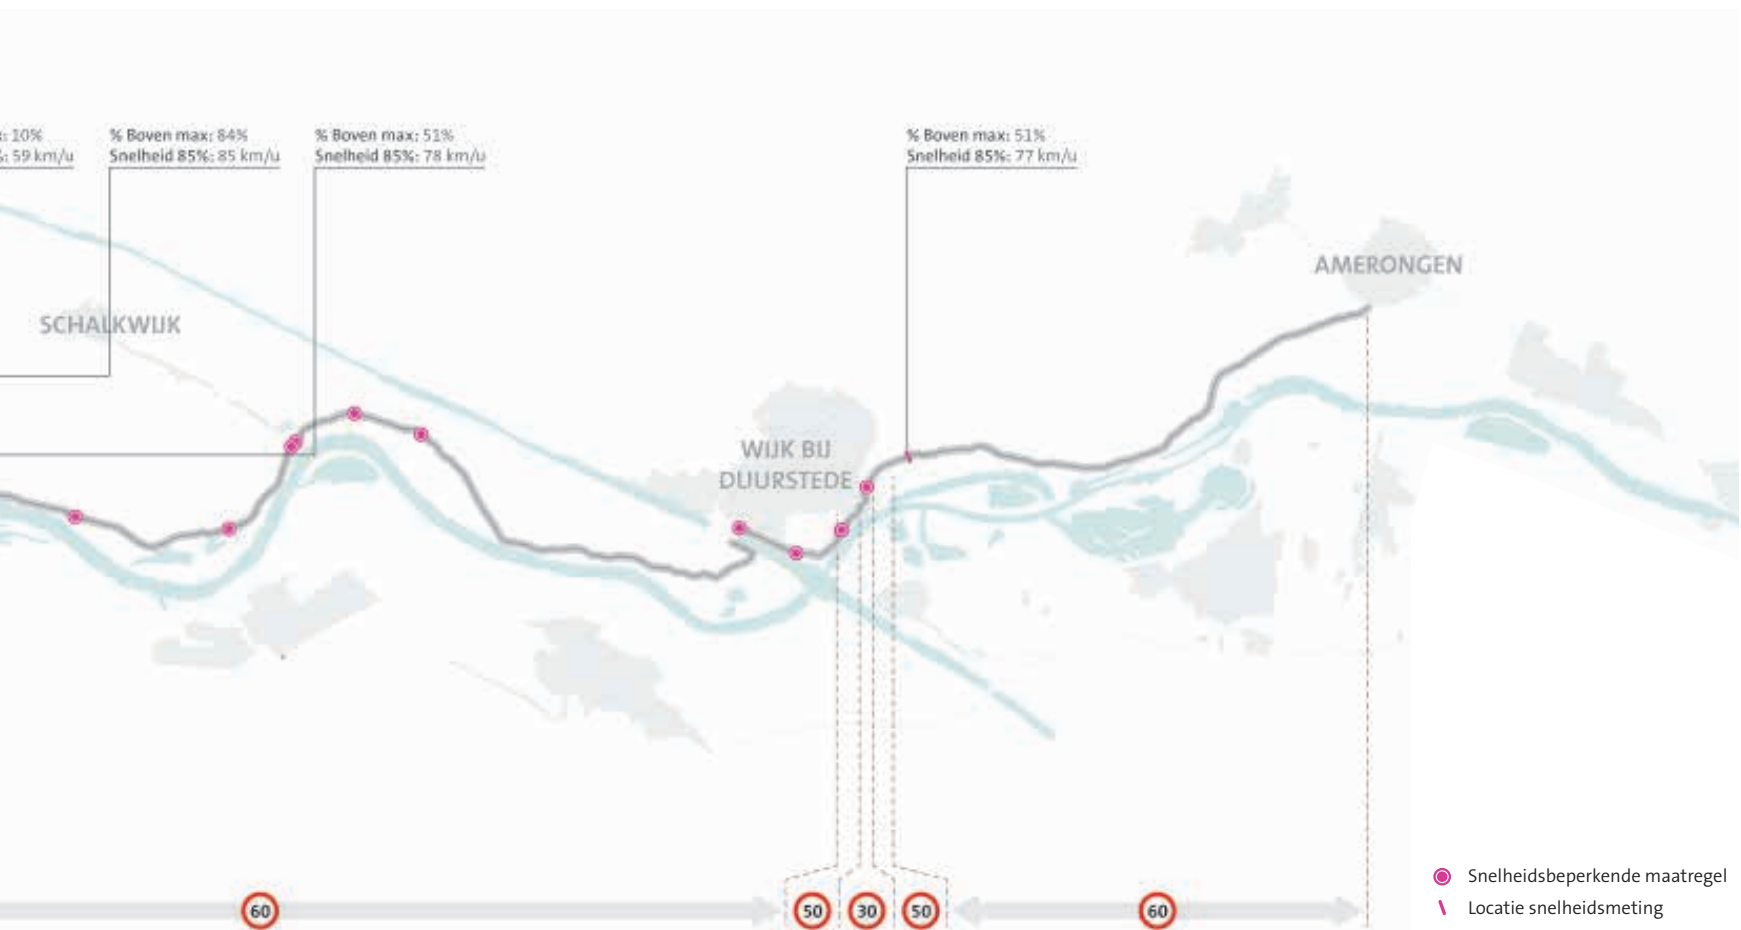 : 10%
% Boven max: 84%
% Boven max: 51%
% Boven max: 51%
: 59 km/u
Snelheid 85%: 85 km/u
Snelheid 85%: 78 km/u
Snelheid 85%: 77 km/u
AMERONGEN
SCHALKWIJK
WIJK BIJ
DUURSTEDE
Snelheidsbeperkende maatregel
60
50
30
50
60
Locatie snelheidsmeting